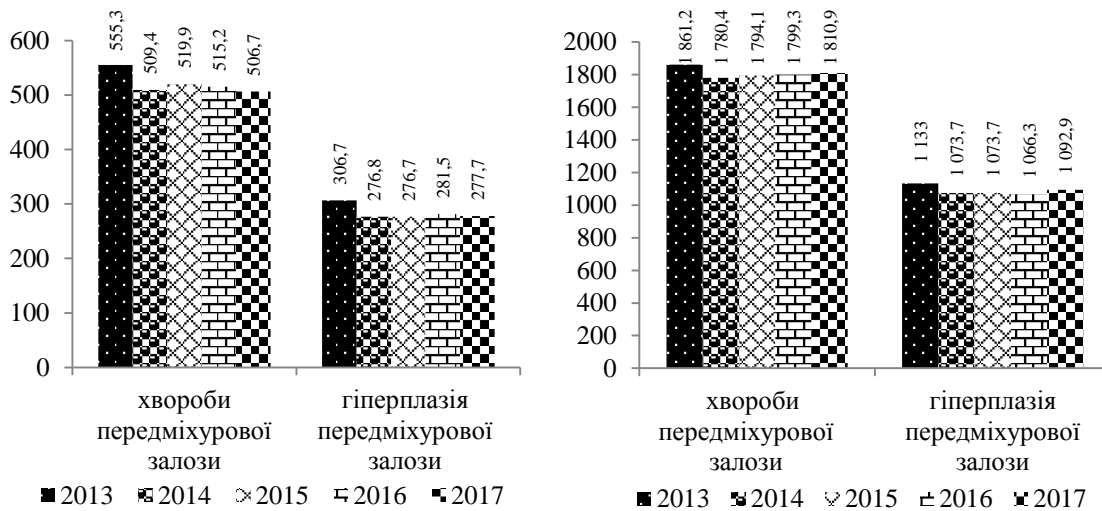 555,3
509,4
519,9
515,2
506,7
306,7
276,8
276,7
281,5
277,7
600
500
400
300
200
100
0
хвороби
передміхурової
залози
гіперплазія
передміхурової
залози
2013 2014 2015 2016 2017
1 861,2
1 780,4
1 794,1
1 799,3
1 810,9
1 133
1 073,7
1 073,7
1 066,3
1 092,9
2000
1800
1600
1400
1200
1000
800
600
400
200
0
хвороби
передміхурової
залози
гіперплазія
передміхурової
залози
2013 2014 2015 2016 2017